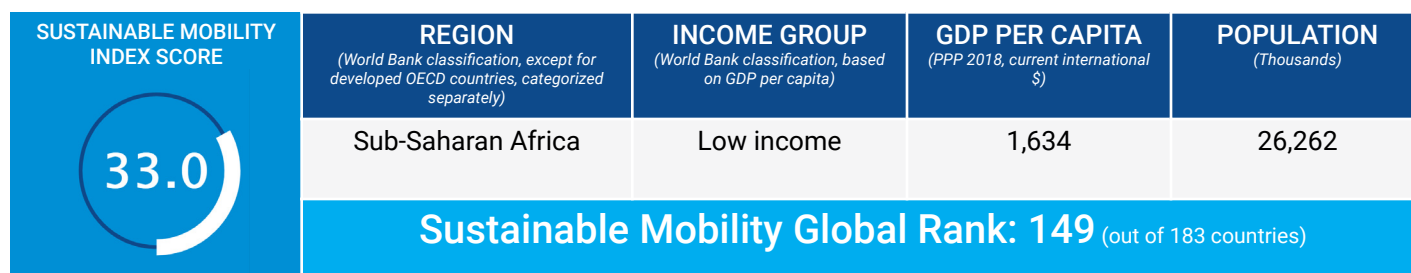 SUSTAINABLE MOBILITY
INDEX SCORE
33.0
REGION
(World Bank classification, except for
developed OECD countries, categorized
separately)
INCOME GROUP
(World Bank classification, based
on GDP per capita)
GDP PER CAPITA
(PPP 2018, current international
$)
POPULATION
(Thousands)
Sub-Saharan Africa
Low income
1,634
26,262
Sustainable Mobility Global Rank: 149 (out of 183 countries)